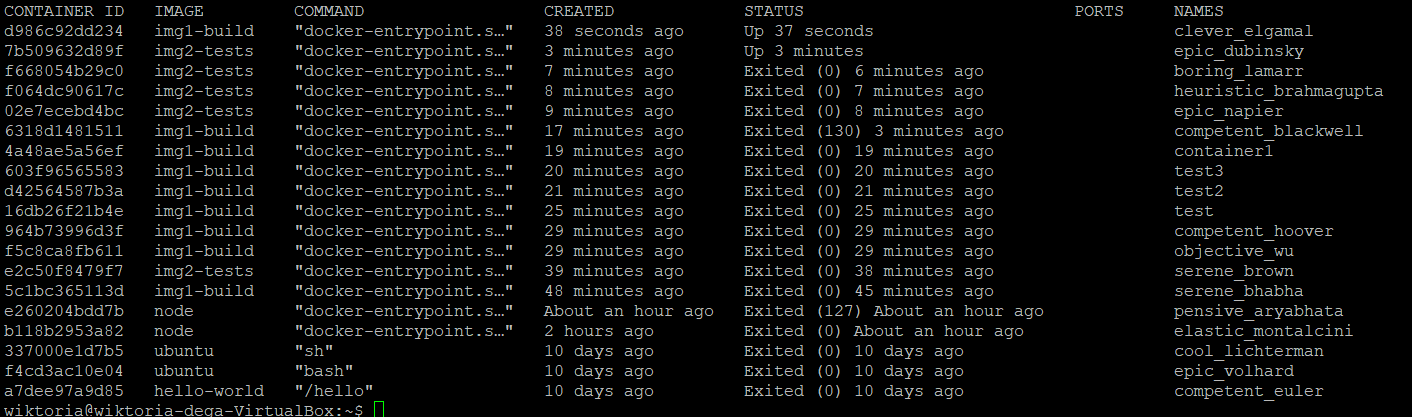 CONTAINER ID   IMAGE         COMMAND                  CREATED             STATUS                           PORTS     NAMES
d986c92dd234   img1-build    "docker-entrypoint.s…"   38 seconds ago      Up 37 seconds                              clever_elgamal
7b509632d89f   img2-tests    "docker-entrypoint.s…"   3 minutes ago       Up 3 minutes                               epic_dubinsky
f668054b29c0   img2-tests    "docker-entrypoint.s…"   7 minutes ago       Exited (0) 6 minutes ago                   boring_lamarr
f064dc90617c   img2-tests    "docker-entrypoint.s…"   8 minutes ago       Exited (0) 7 minutes ago                   heuristic_brahmagupta
02e7ecebd4bc   img2-tests    "docker-entrypoint.s…"   9 minutes ago       Exited (0) 8 minutes ago                   epic_napier
6318d1481511   img1-build    "docker-entrypoint.s…"   17 minutes ago      Exited (130) 3 minutes ago                 competent_blackwell
4a48ae5a56ef   img1-build    "docker-entrypoint.s…"   19 minutes ago      Exited (0) 19 minutes ago                  container1
603f96565583   img1-build    "docker-entrypoint.s…"   20 minutes ago      Exited (0) 20 minutes ago                  test3
d42564587b3a   img1-build    "docker-entrypoint.s…"   21 minutes ago      Exited (0) 21 minutes ago                  test2
16db26f21b4e   img1-build    "docker-entrypoint.s…"   25 minutes ago      Exited (0) 25 minutes ago                  test
964b73996d3f   img1-build    "docker-entrypoint.s…"   29 minutes ago      Exited (0) 29 minutes ago                  competent_hoover
f5c8ca8fb611   img1-build    "docker-entrypoint.s…"   29 minutes ago      Exited (0) 29 minutes ago                  objective_wu
e2c50f8479f7   img2-tests    "docker-entrypoint.s…"   39 minutes ago      Exited (0) 38 minutes ago                  serene_brown
5c1bc365113d   img1-build    "docker-entrypoint.s…"   48 minutes ago      Exited (0) 45 minutes ago                  serene_bhabha
e260204bdd7b   node          "docker-entrypoint.s…"   About an hour ago   Exited (127) About an hour ago             pensive_aryabhata
b118b2953a82   node          "docker-entrypoint.s…"   2 hours ago         Exited (0) About an hour ago               elastic_montalcini
337000e1d7b5   ubuntu        "sh"                     10 days ago         Exited (0) 10 days ago                     cool_lichterman
f4cd3ac10e04   ubuntu        "bash"                   10 days ago         Exited (0) 10 days ago                     epic_volhard
a7dee97a9d85   hello-world   "/hello"                 10 days ago         Exited (0) 10 days ago                     competent_euler
wiktoria@wiktoria-dega-VirtualBox:~$